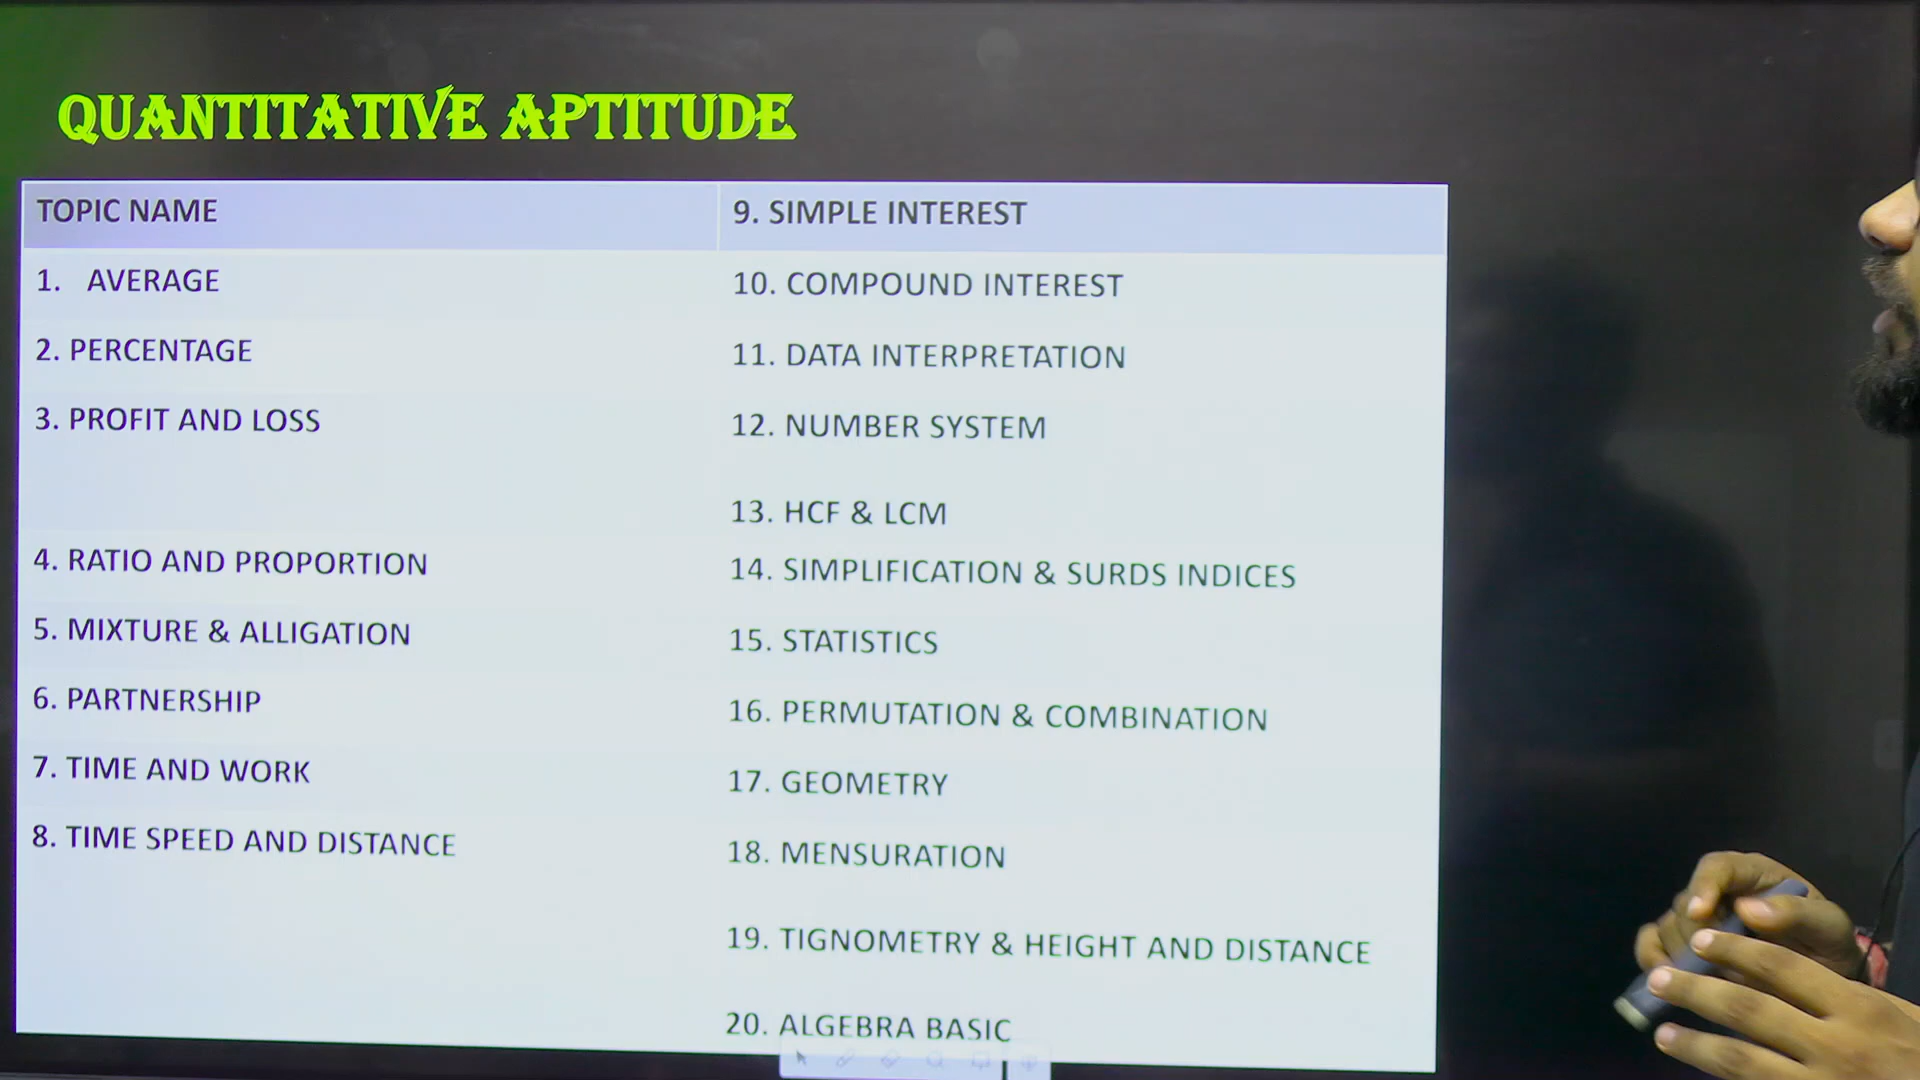 QUANTITATIVE APTITUDE
TOPIC NAME
1. AVERAGE
2. PERCENTAGE
3. PROFIT AND LOSS
4. RATIO AND PROPORTION
5. MIXTURE & ALLIGATION
6. PARTNERSHIP
7. TIME AND WORK
8. TIME SPEED AND DISTANCE
9. SIMPLE INTEREST
10. COMPOUND INTEREST
11. DATA INTERPRETATION
12. NUMBER SYSTEM
13. HCF & LCM
14. SIMPLIFICATION & SURDS INDICES
15. STATISTICS
16. PERMUTATION & COMBINATION
17. GEOMETRY
18. MENSURATION
19. TIGNOMETRY & HEIGHT AND DISTANCE
20. ALGEBRA BASIC